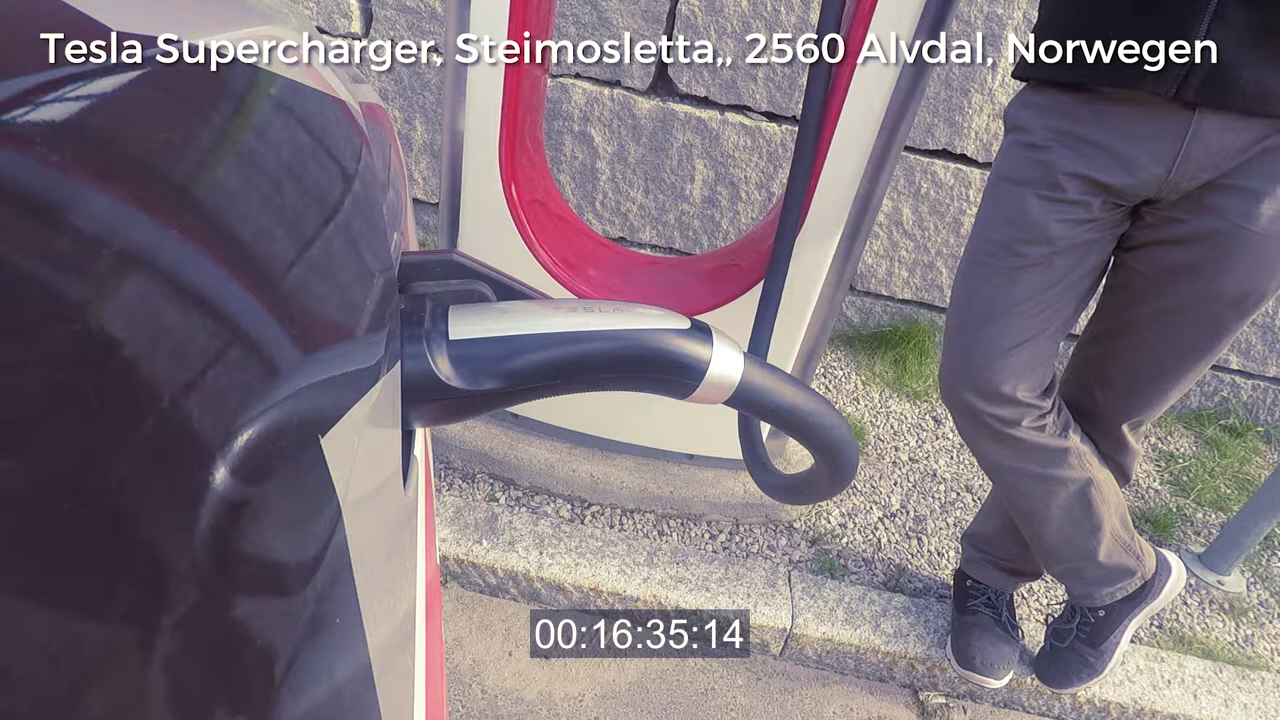 Tesla Supercharger, Steimosletta,, 2560 Alvdal, Norwegen
TESLA
00:16:35:14